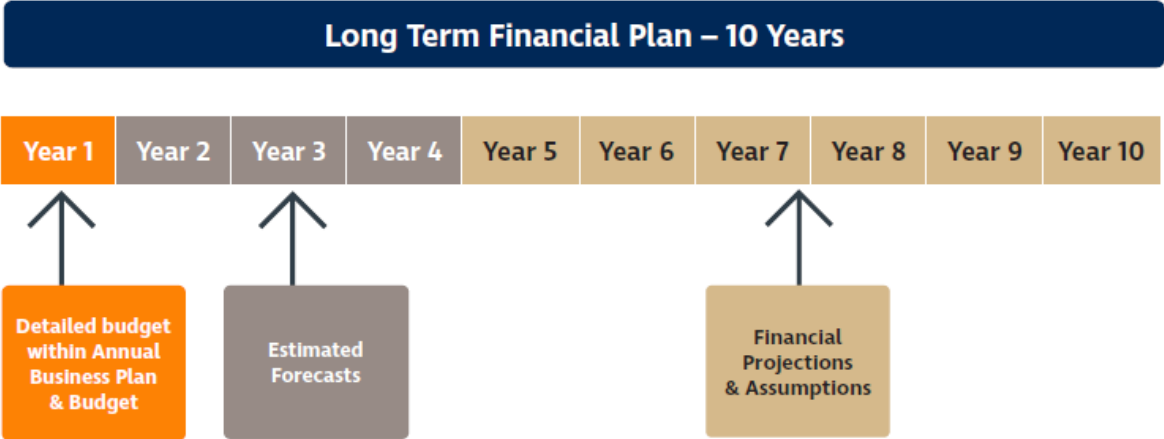 Long Term Financial Plan – 10 Years
Year 1 Year 2 Year 3 Year 4 Year 5 Year 6 Year 7 Year 8 Year 9 Year 10
Detailed budget
within Annual
Business Plan
& Budget
Estimated
Forecasts
Financial
Projections
& Assumptions